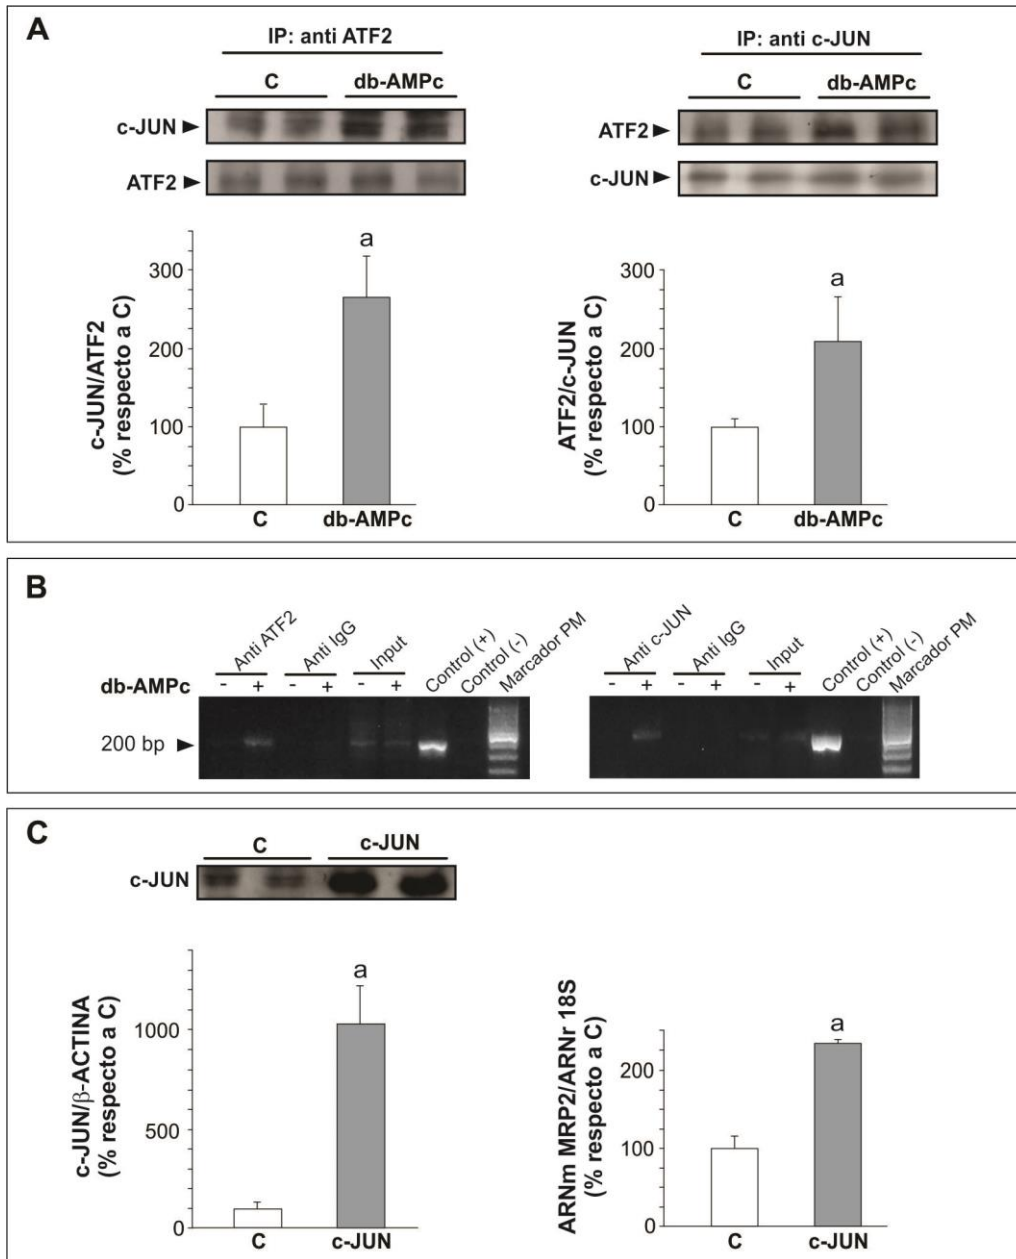 A
IP: anti ATF2
C db-AMPc
c-JUN
ATF2
300
200
100
0
c-JUN/ATF2
(% respecto a C)
a
C db-AMPc
IP: anti c-JUN
C db-AMPc
ATF2
c-JUN
300
200
100
0
ATF2/c-JUN
(% respecto a C)
a
C db-AMPc
B
Anti ATF2 Anti IgG Input Control (+) Control (-) Marcador PM
db-AMPc - + - + - +
200 bp
Anti c-JUN Anti IgG Input Control (+) Control (-) Marcador PM
- + - + - +
C
C c-JUN
c-JUN
1000
500
0
c-JUN/β-ACTINA
(% respecto a C)
a
C c-JUN
200
100
0
ARNm MRP2/ARNr 18S
(% respecto a C)
a
C c-JUN